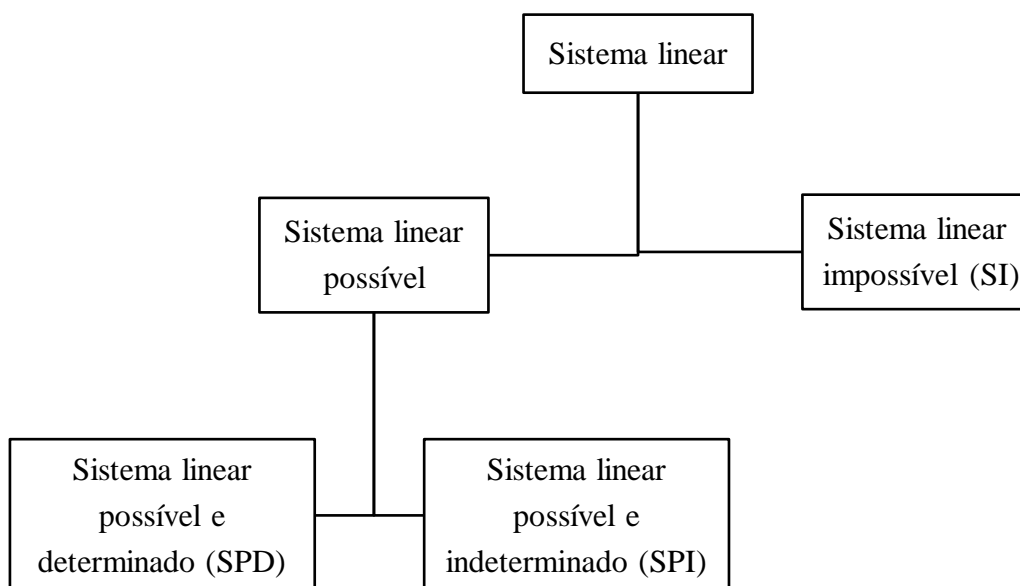 Sistema linear
Sistema linear
possível
Sistema linear
impossível (SI)
Sistema linear
possível e
determinado (SPD)
Sistema linear
possível e
indeterminado (SPI)